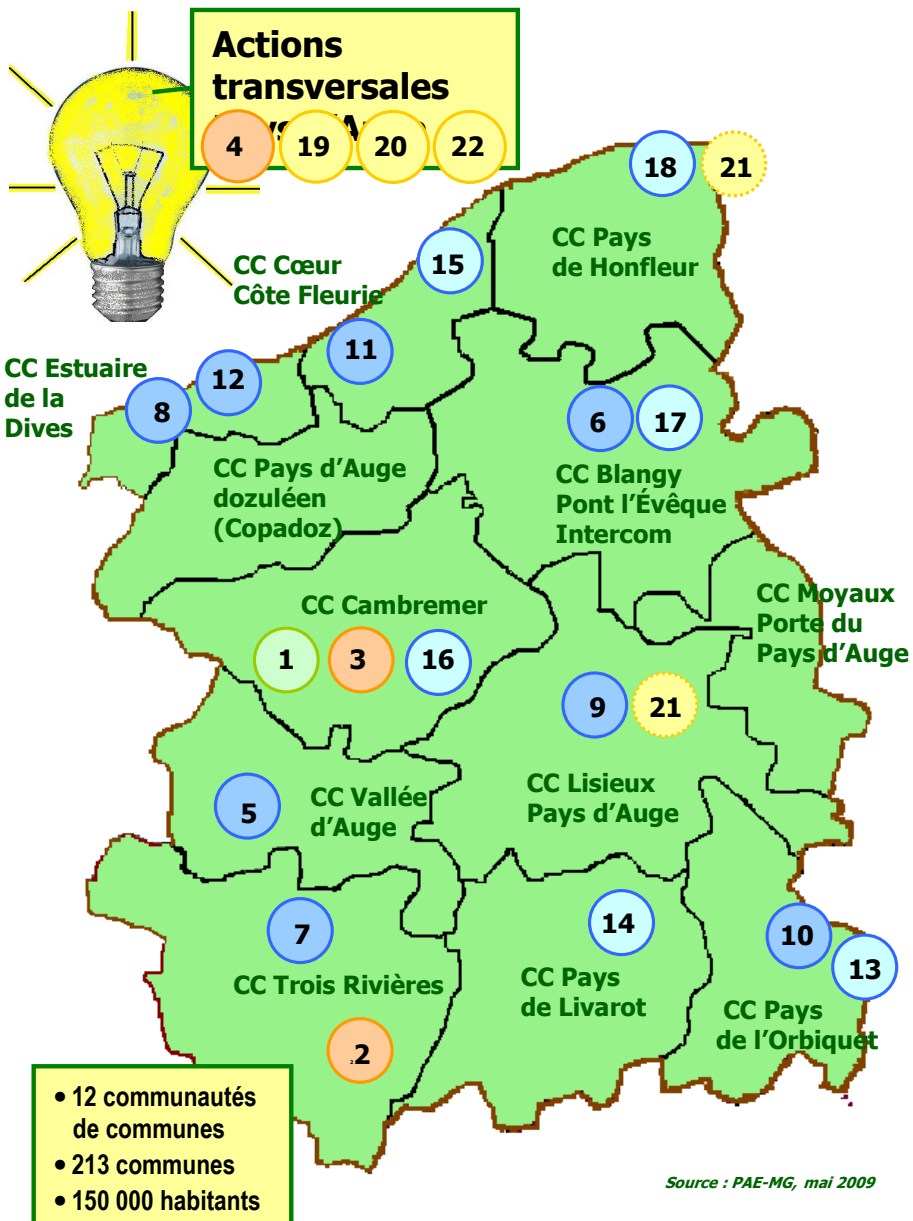 Actions
transversales
4 19 20 22
18 21
CC Pays
de Honfleur
15
CC Cœur
Côte Fleurie
11
CC Estuaire
de la
Dives
12
8
6 17
CC Pays d’Auge
dozuléen
(Copadoz)
CC Blangy
Pont l’Évêque
Intercom
CC Moyaux
Porte du
Pays d’Auge
CC Cambremer
1 3 16
9 21
CC Vallée
d’Auge
5
CC Lisieux
Pays d’Auge
7
CC Trois Rivières
2
14
CC Pays
de Livarot
10
13
CC Pays
de l’Orbiquet
• 12 communautés
de communes
• 213 communes
• 150 000 habitants
Source : PAE-MG, mai 2009